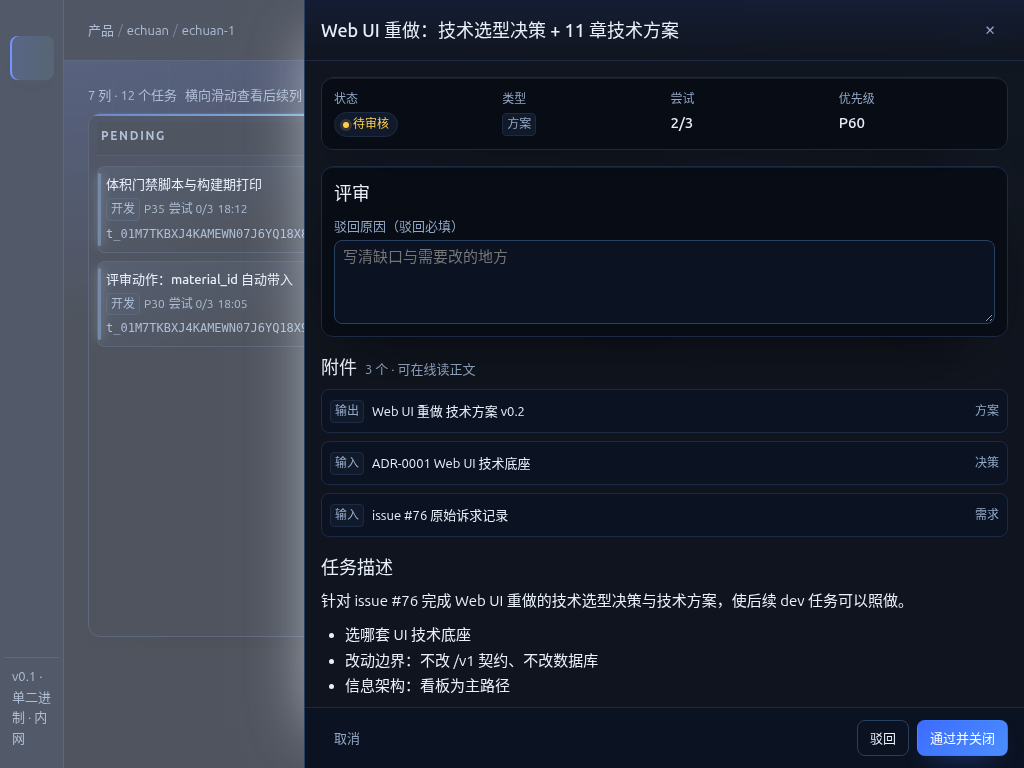 产品 / echuan / echuan-1
7 列 · 12 个任务 横向滑动查看后续列
PENDING
体积门禁脚本与构建期打印
开发 P35 尝试 0/3 18:12
t_01M7TKBXJ4KAMEWN07J6YQ18X
评审动作：material_id 自动带入
开发 P30 尝试 0/3 18:05
t_01M7TKBXJ4KAMEWN07J6YQ18X
v0.1 ·
单二进
制 · 内
网
Web UI 重做：技术选型决策 + 11 章技术方案
×
状态 类型 尝试 优先级
待审核 方案 2/3 P60
评审
驳回原因（驳回必填）
写清缺口与需要改的地方
附件 3 个 · 可在线读正文
输出 Web UI 重做 技术方案 v0.2 方案
输入 ADR-0001 Web UI 技术底座 决策
输入 issue #76 原始诉求记录 需求
任务描述
针对 issue #76 完成 Web UI 重做的技术选型决策与技术方案，使后续 dev 任务可以照做。
• 选哪套 UI 技术底座
• 改动边界：不改 /v1 契约、不改数据库
• 信息架构：看板为主路径
取消 驳回 通过并关闭